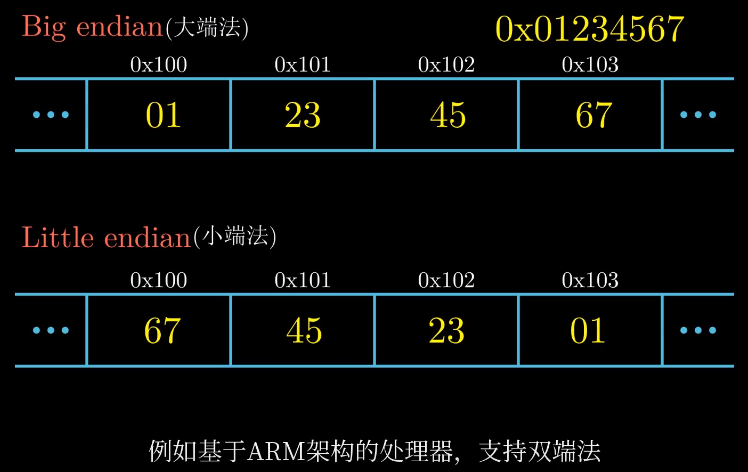 Big endian(大端法) 0x01234567
0x100 0x101 0x102 0x103
... 01 23 45 67 ...
Little endian(小端法)
0x100 0x101 0x102 0x103
... 67 45 23 01 ...
例如基于ARM架构的处理器，支持双端法